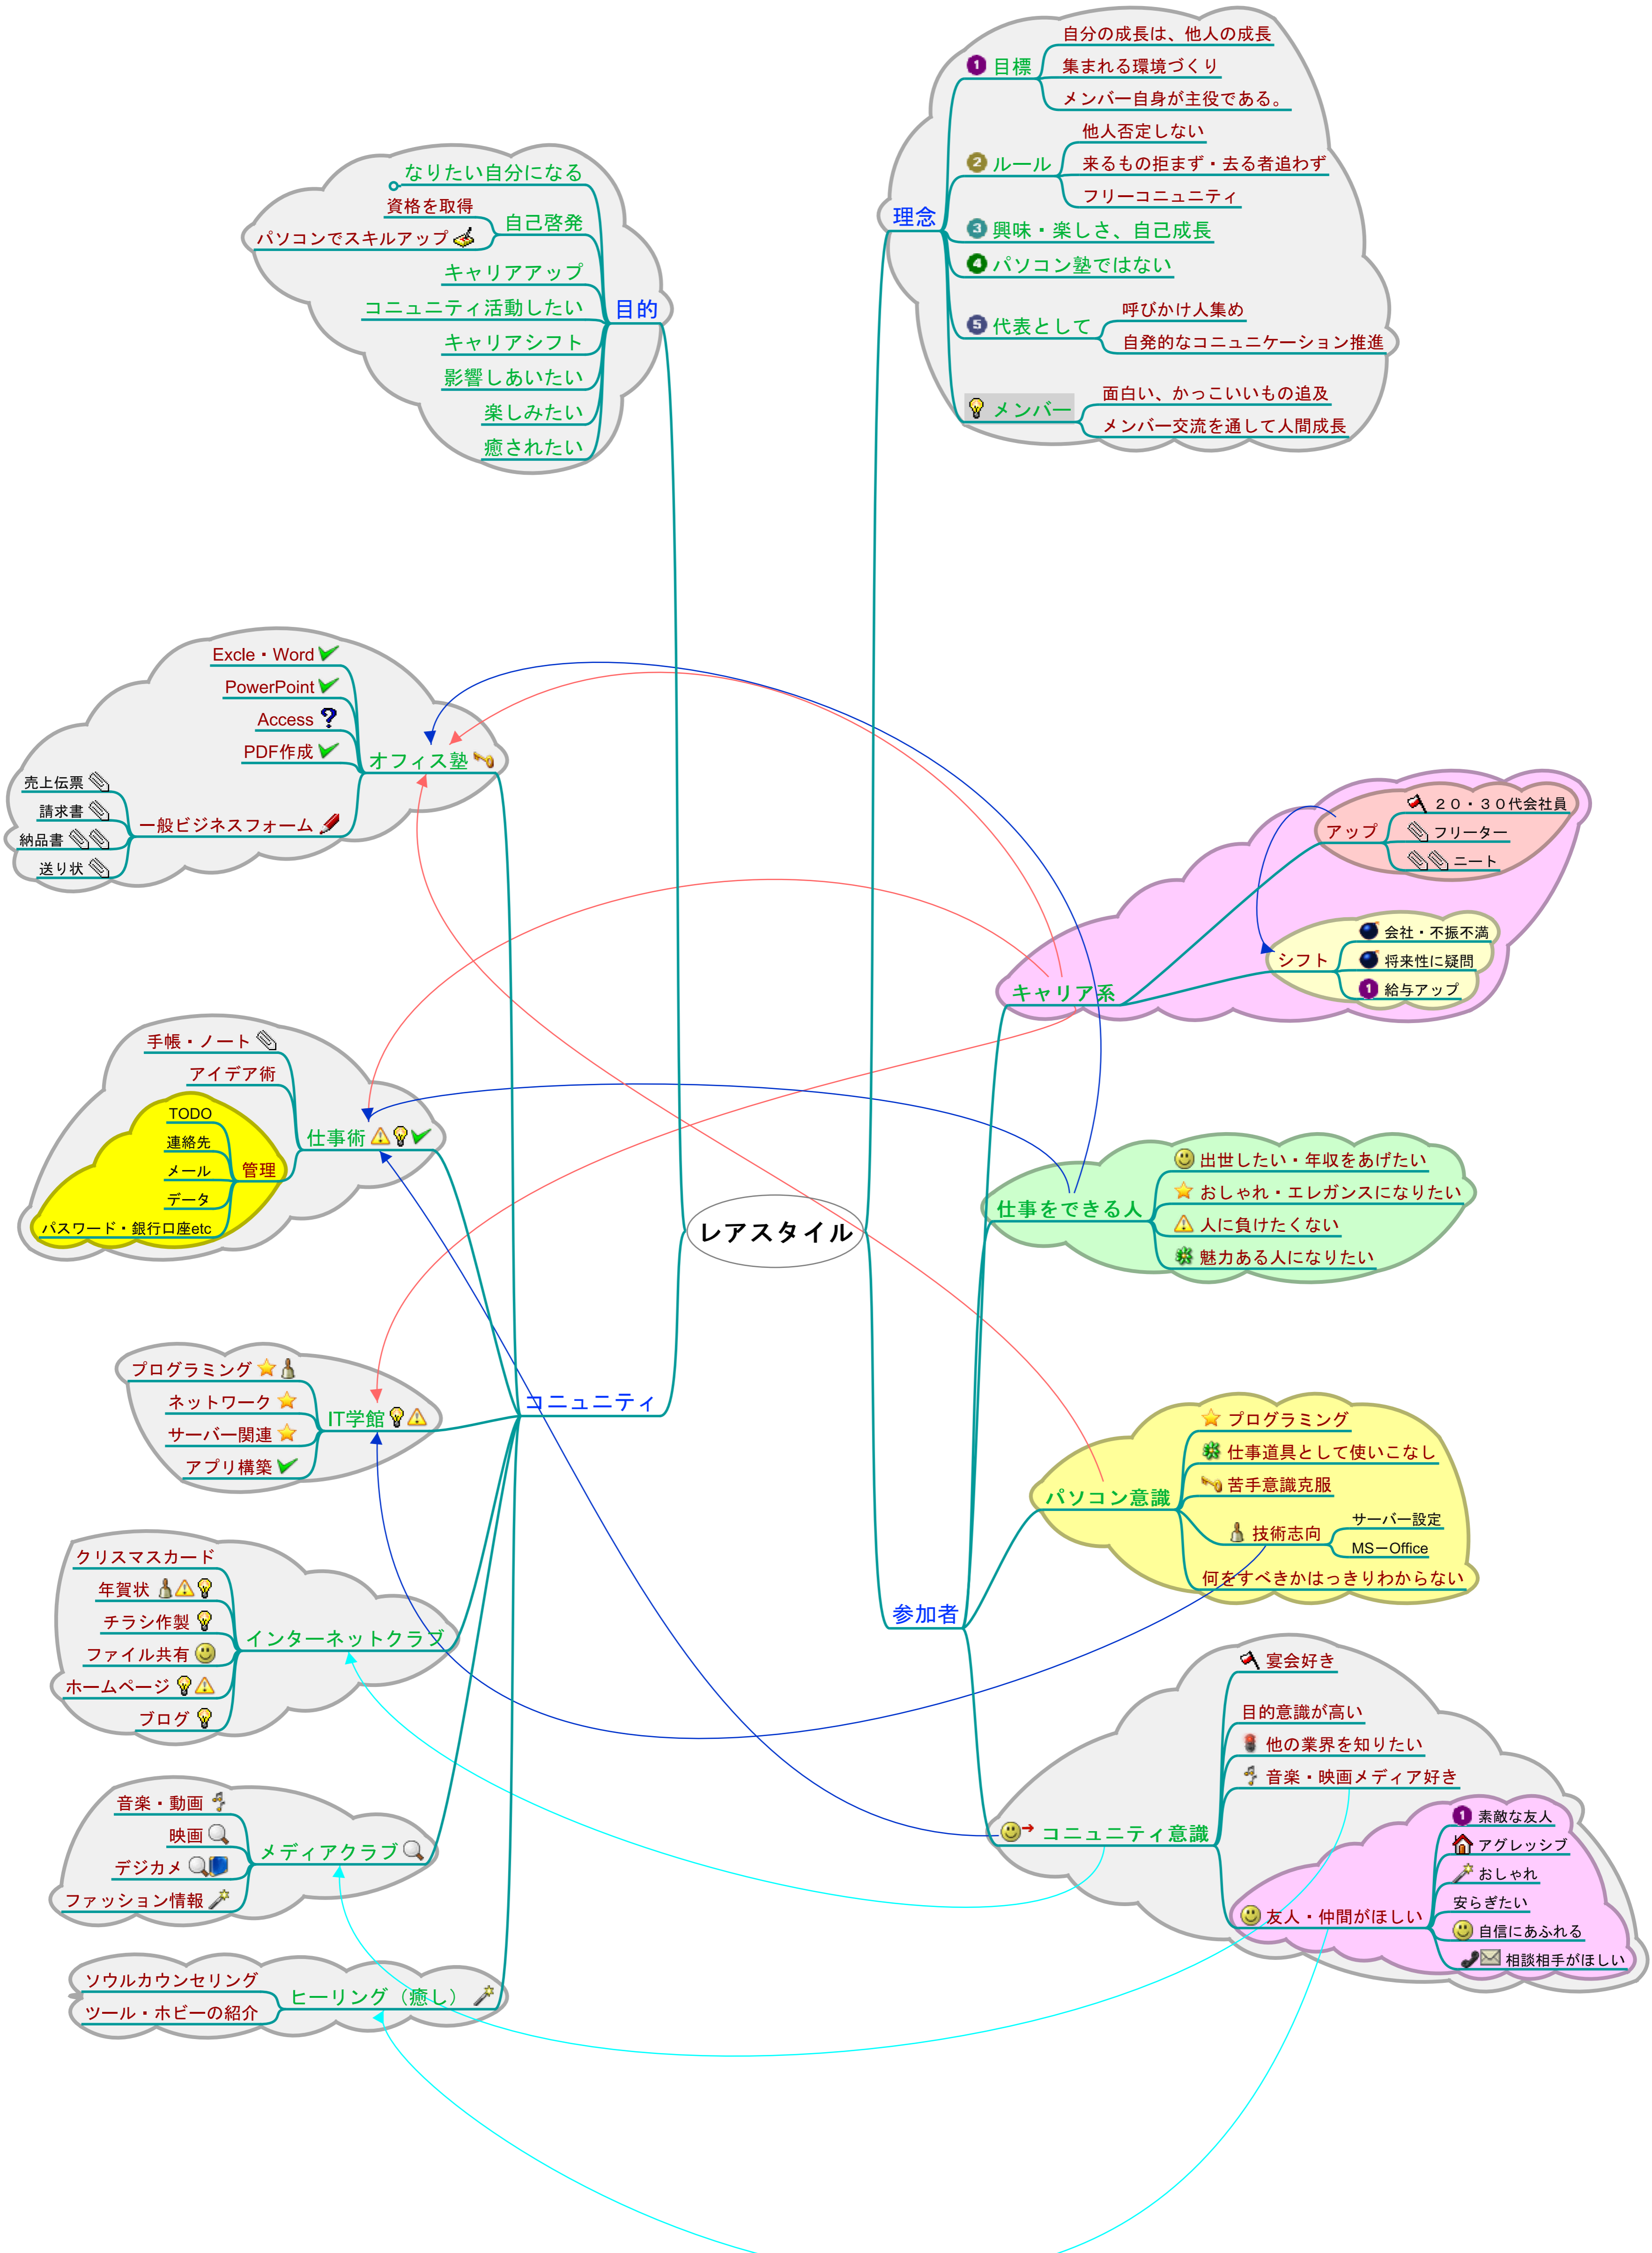 レアスタイル
理念
1 目標
自分の成長は、他人の成長
集まれる環境づくり
メンバー自身が主役である。
2 ルール
他人否定しない
来るもの拒まず・去る者追わず
フリーコニュニティ
3 興味・楽しさ、自己成長
4 パソコン塾ではない
5 代表として
呼びかけ人集め
自発的なコニュニケーション推進
メンバー
面白い、かっこいいもの追及
メンバー交流を通して人間成長
目的
なりたい自分になる
自己啓発
資格を取得
パソコンでスキルアップ
キャリアアップ
コニュニティ活動したい
キャリアシフト
影響しあいたい
楽しみたい
癒されたい
コニュニティ
オフィス塾
Excle・Word
PowerPoint
Access
PDF作成
一般ビジネスフォーム
売上伝票
請求書
納品書
送り状
仕事術
手帳・ノート
アイデア術
管理
TODO
連絡先
メール
データ
パスワード・銀行口座etc
IT学館
プログラミング
ネットワーク
サーバー関連
アプリ構築
インターネットクラブ
クリスマスカード
年賀状
チラシ作製
ファイル共有
ホームページ
ブログ
メディアクラブ
音楽・動画
映画
デジカメ
ファッション情報
ヒーリング（癒し）
ソウルカウンセリング
ツール・ホビーの紹介
参加者
キャリア系
アップ
２０・３０代会社員
フリーター
ニート
シフト
会社・不振不満
将来性に疑問
1 給与アップ
仕事をできる人
出世したい・年収をあげたい
おしゃれ・エレガンスになりたい
人に負けたくない
魅力ある人になりたい
パソコン意識
プログラミング
仕事道具として使いこなし
苦手意識克服
技術志向
サーバー設定
MS－Office
何をすべきかはっきりわからない
コニュニティ意識
宴会好き
目的意識が高い
他の業界を知りたい
音楽・映画メディア好き
友人・仲間がほしい
1 素敵な友人
アグレッシブ
おしゃれ
安らぎたい
自信にあふれる
相談相手がほしい